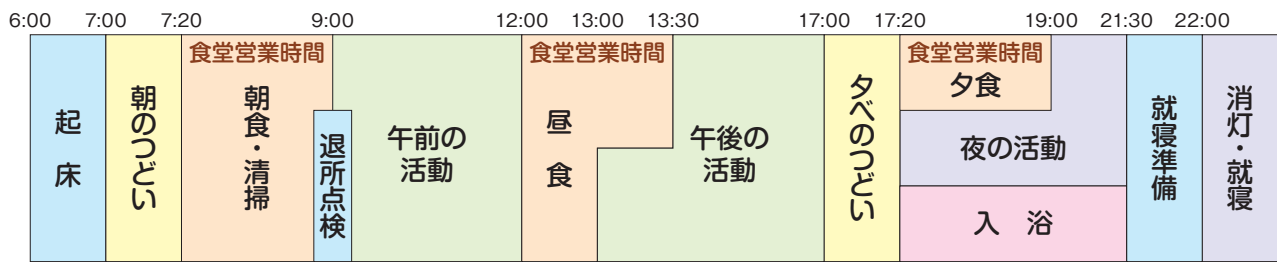 6:00 7:00 7:20 9:00 12:00 13:00 13:30 17:00 17:20 19:00 21:30 22:00
起床
朝のつどい
食堂営業時間
朝食・清掃
退所点検
午前の
活動
食堂営業時間
昼食
午後の
活動
夕べのつどい
食堂営業時間
夕食
夜の活動
入 浴
就寝準備
消灯・就寝